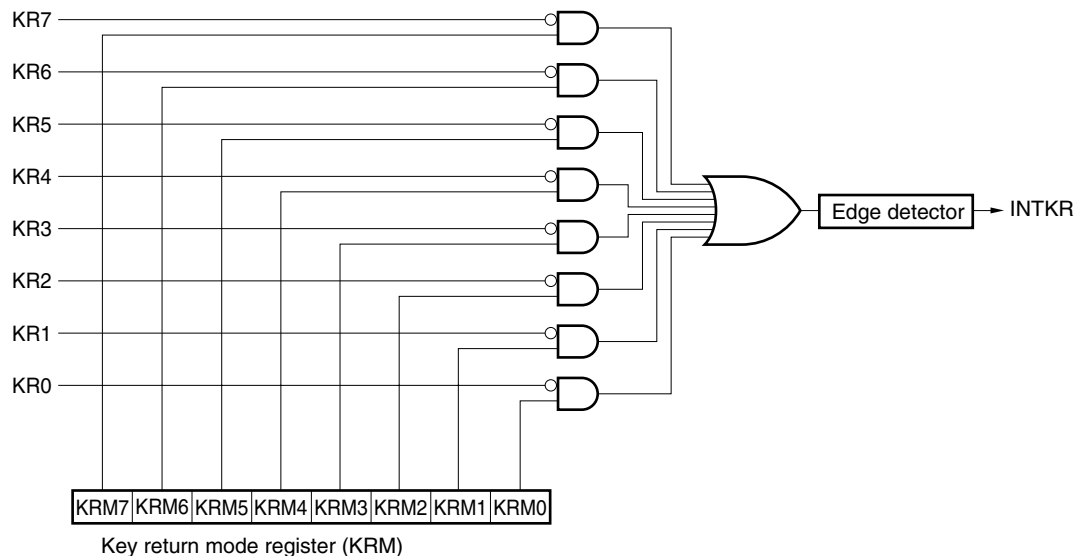 KR7
KR6
KR5
KR4
KR3
KR2
KR1
KR0
Edge detector
INTKR
KRM7 KRM6 KRM5 KRM4 KRM3 KRM2 KRM1 KRM0
Key return mode register (KRM)